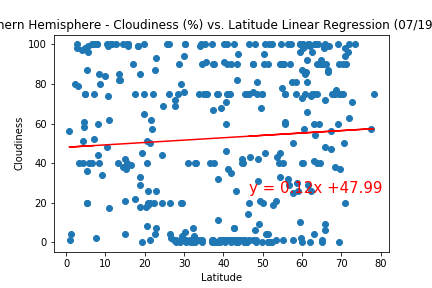 hern Hemisphere - Cloudiness (%) vs. Latitude Linear Regression (07/19
100
80
60
40
20
0
Cloudiness
y = 0.12x +47.99
0 10 20 30 40 50 60 70 80
Latitude